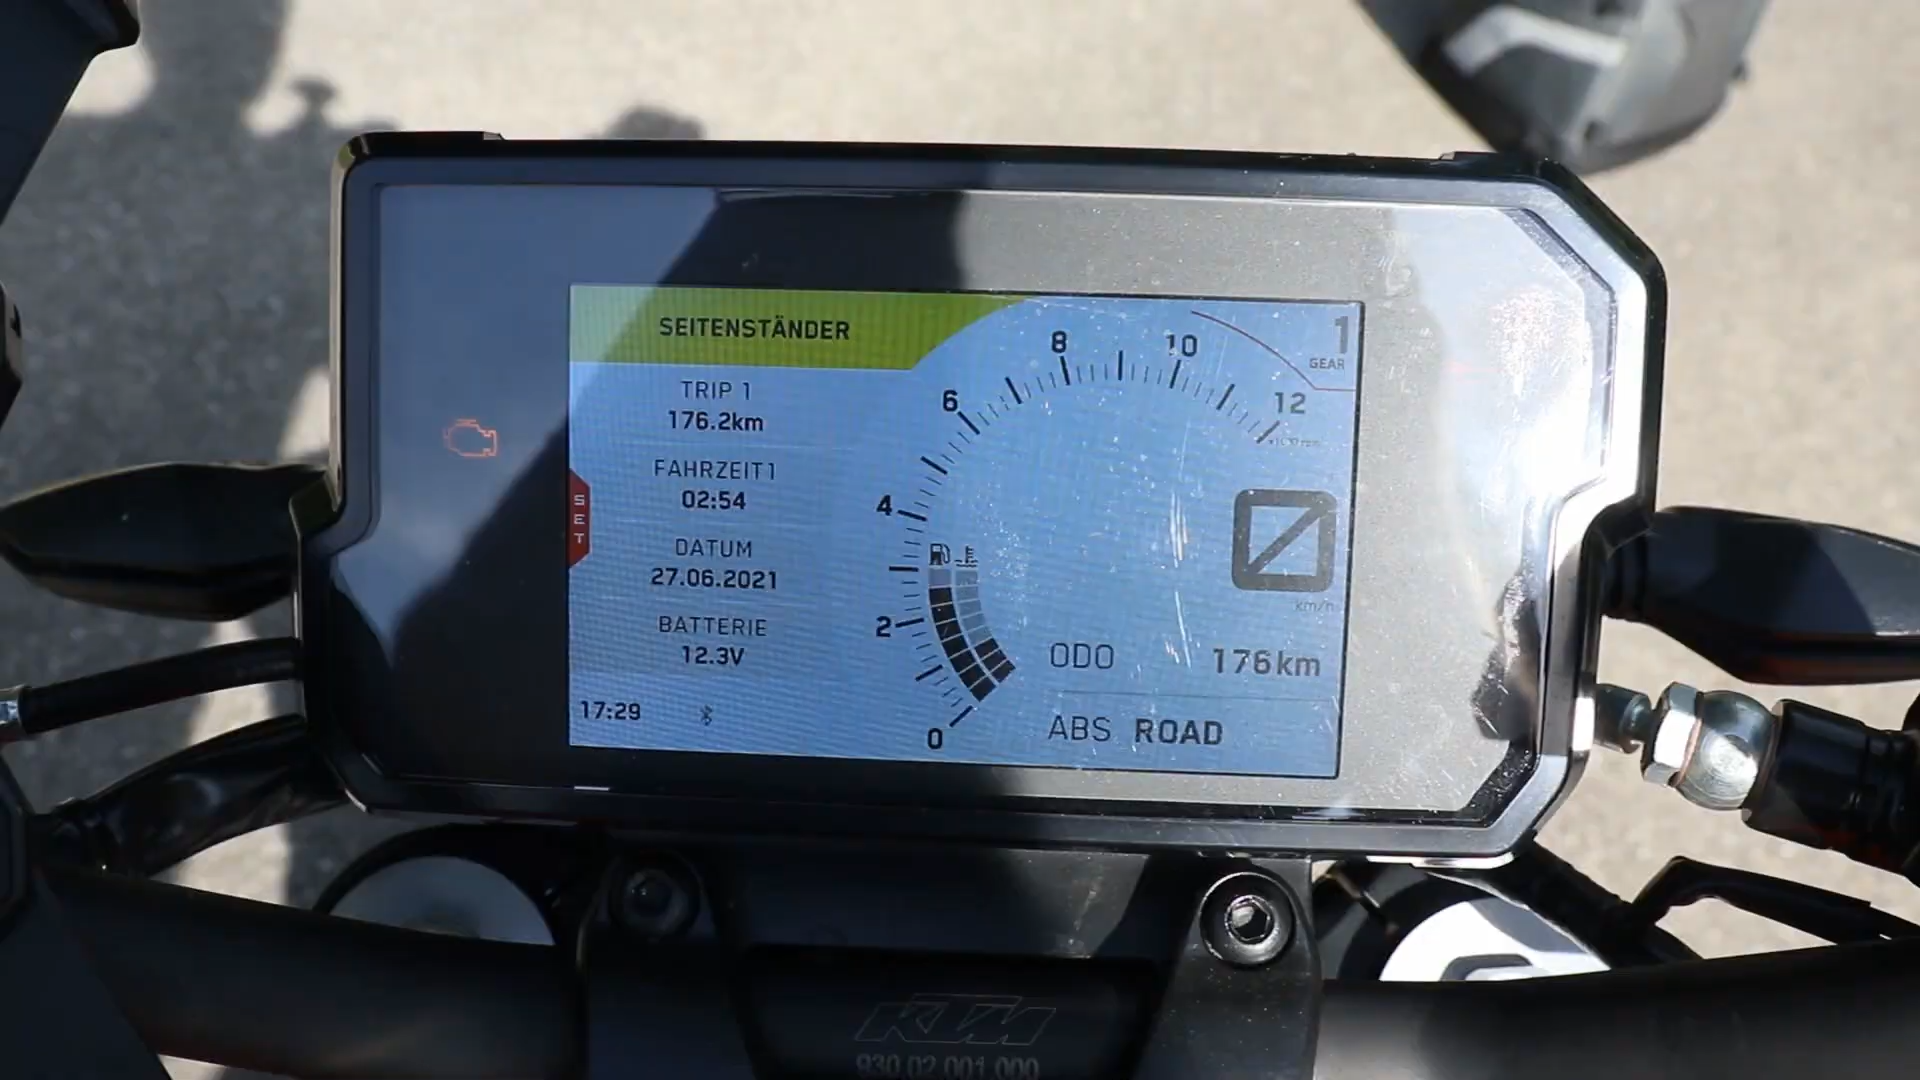 SEITENSTÄNDER
TRIP 1
176.2km
FAHRZEIT1
02:54
DATUM
27.06.2021
BATTERIE
12.3V
17:29
SET
0
2
4
6
8
10
12
1
GEAR
0
km/h
ODO 176km
ABS ROAD
KTM
930.02.001.000